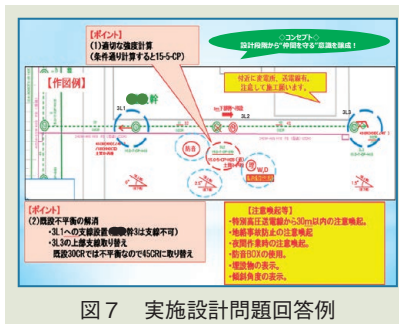 【ポイント】
(1)適切な強度計算
(条件通り計算すると15-5-CP)
◇コンセプト◇
設計段階から“仲間を守る”意識を醸成！
【作図例】
幹
付近に変電所、送電線有。
注意して施工願います。
3L1
3L2
3L3
防音
埋
W/D
【ポイント】
(2)既設不平衡の解消
・3L1への支線設置(幹3は支線不可)
・3L3の上部支線取り替え
既設30CRでは不平衡なので45CRに取り替え
【注意喚起等】
・特別高圧送電線から30m以内の注意喚起。
・地絡事故防止の注意喚起
・夜間作業時の注意喚起。
・防音BOXの使用。
・埋設物の表示。
・傾斜角度の表示。
図7 実施設計問題回答例